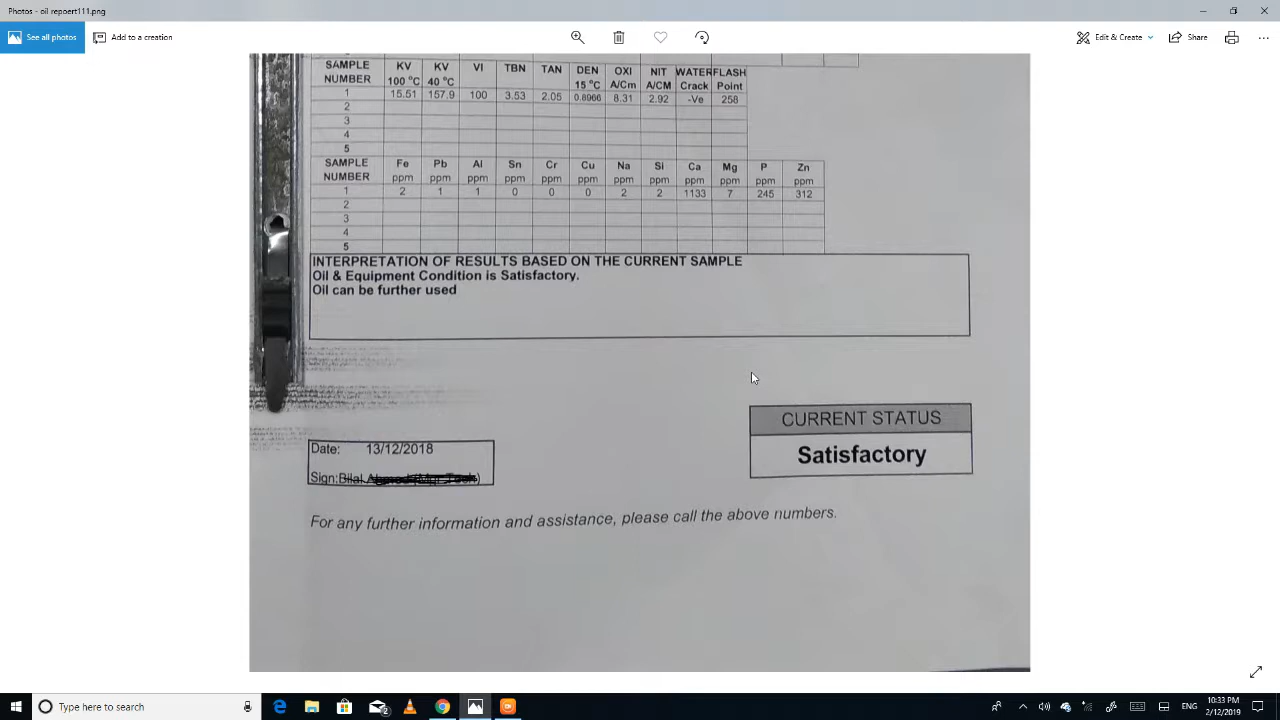 Photos - oil repoert111.png
See all photos
Add to a creation
Edit & Create
Share
SAMPLE NUMBER KV 100 °C KV 40 °C VI TBN TAN DEN 15 °C OXI A/Cm NIT A/CM WATER Crack FLASH Point
1 15.51 157.9 100 3.53 2.05 0.8966 8.31 2.92 -Ve 258
2
3
4
5
SAMPLE NUMBER Fe ppm Pb ppm Al ppm Sn ppm Cr ppm Cu ppm Na ppm Si ppm Ca ppm Mg ppm P ppm Zn ppm
1 2 1 1 0 0 0 2 2 1133 7 245 312
2
3
4
5
INTERPRETATION OF RESULTS BASED ON THE CURRENT SAMPLE
Oil & Equipment Condition is Satisfactory.
Oil can be further used
CURRENT STATUS
Satisfactory
Date: 13/12/2018
Sign:
For any further information and assistance, please call the above numbers.
Type here to search
2
ENG
10:33 PM
2/12/2019